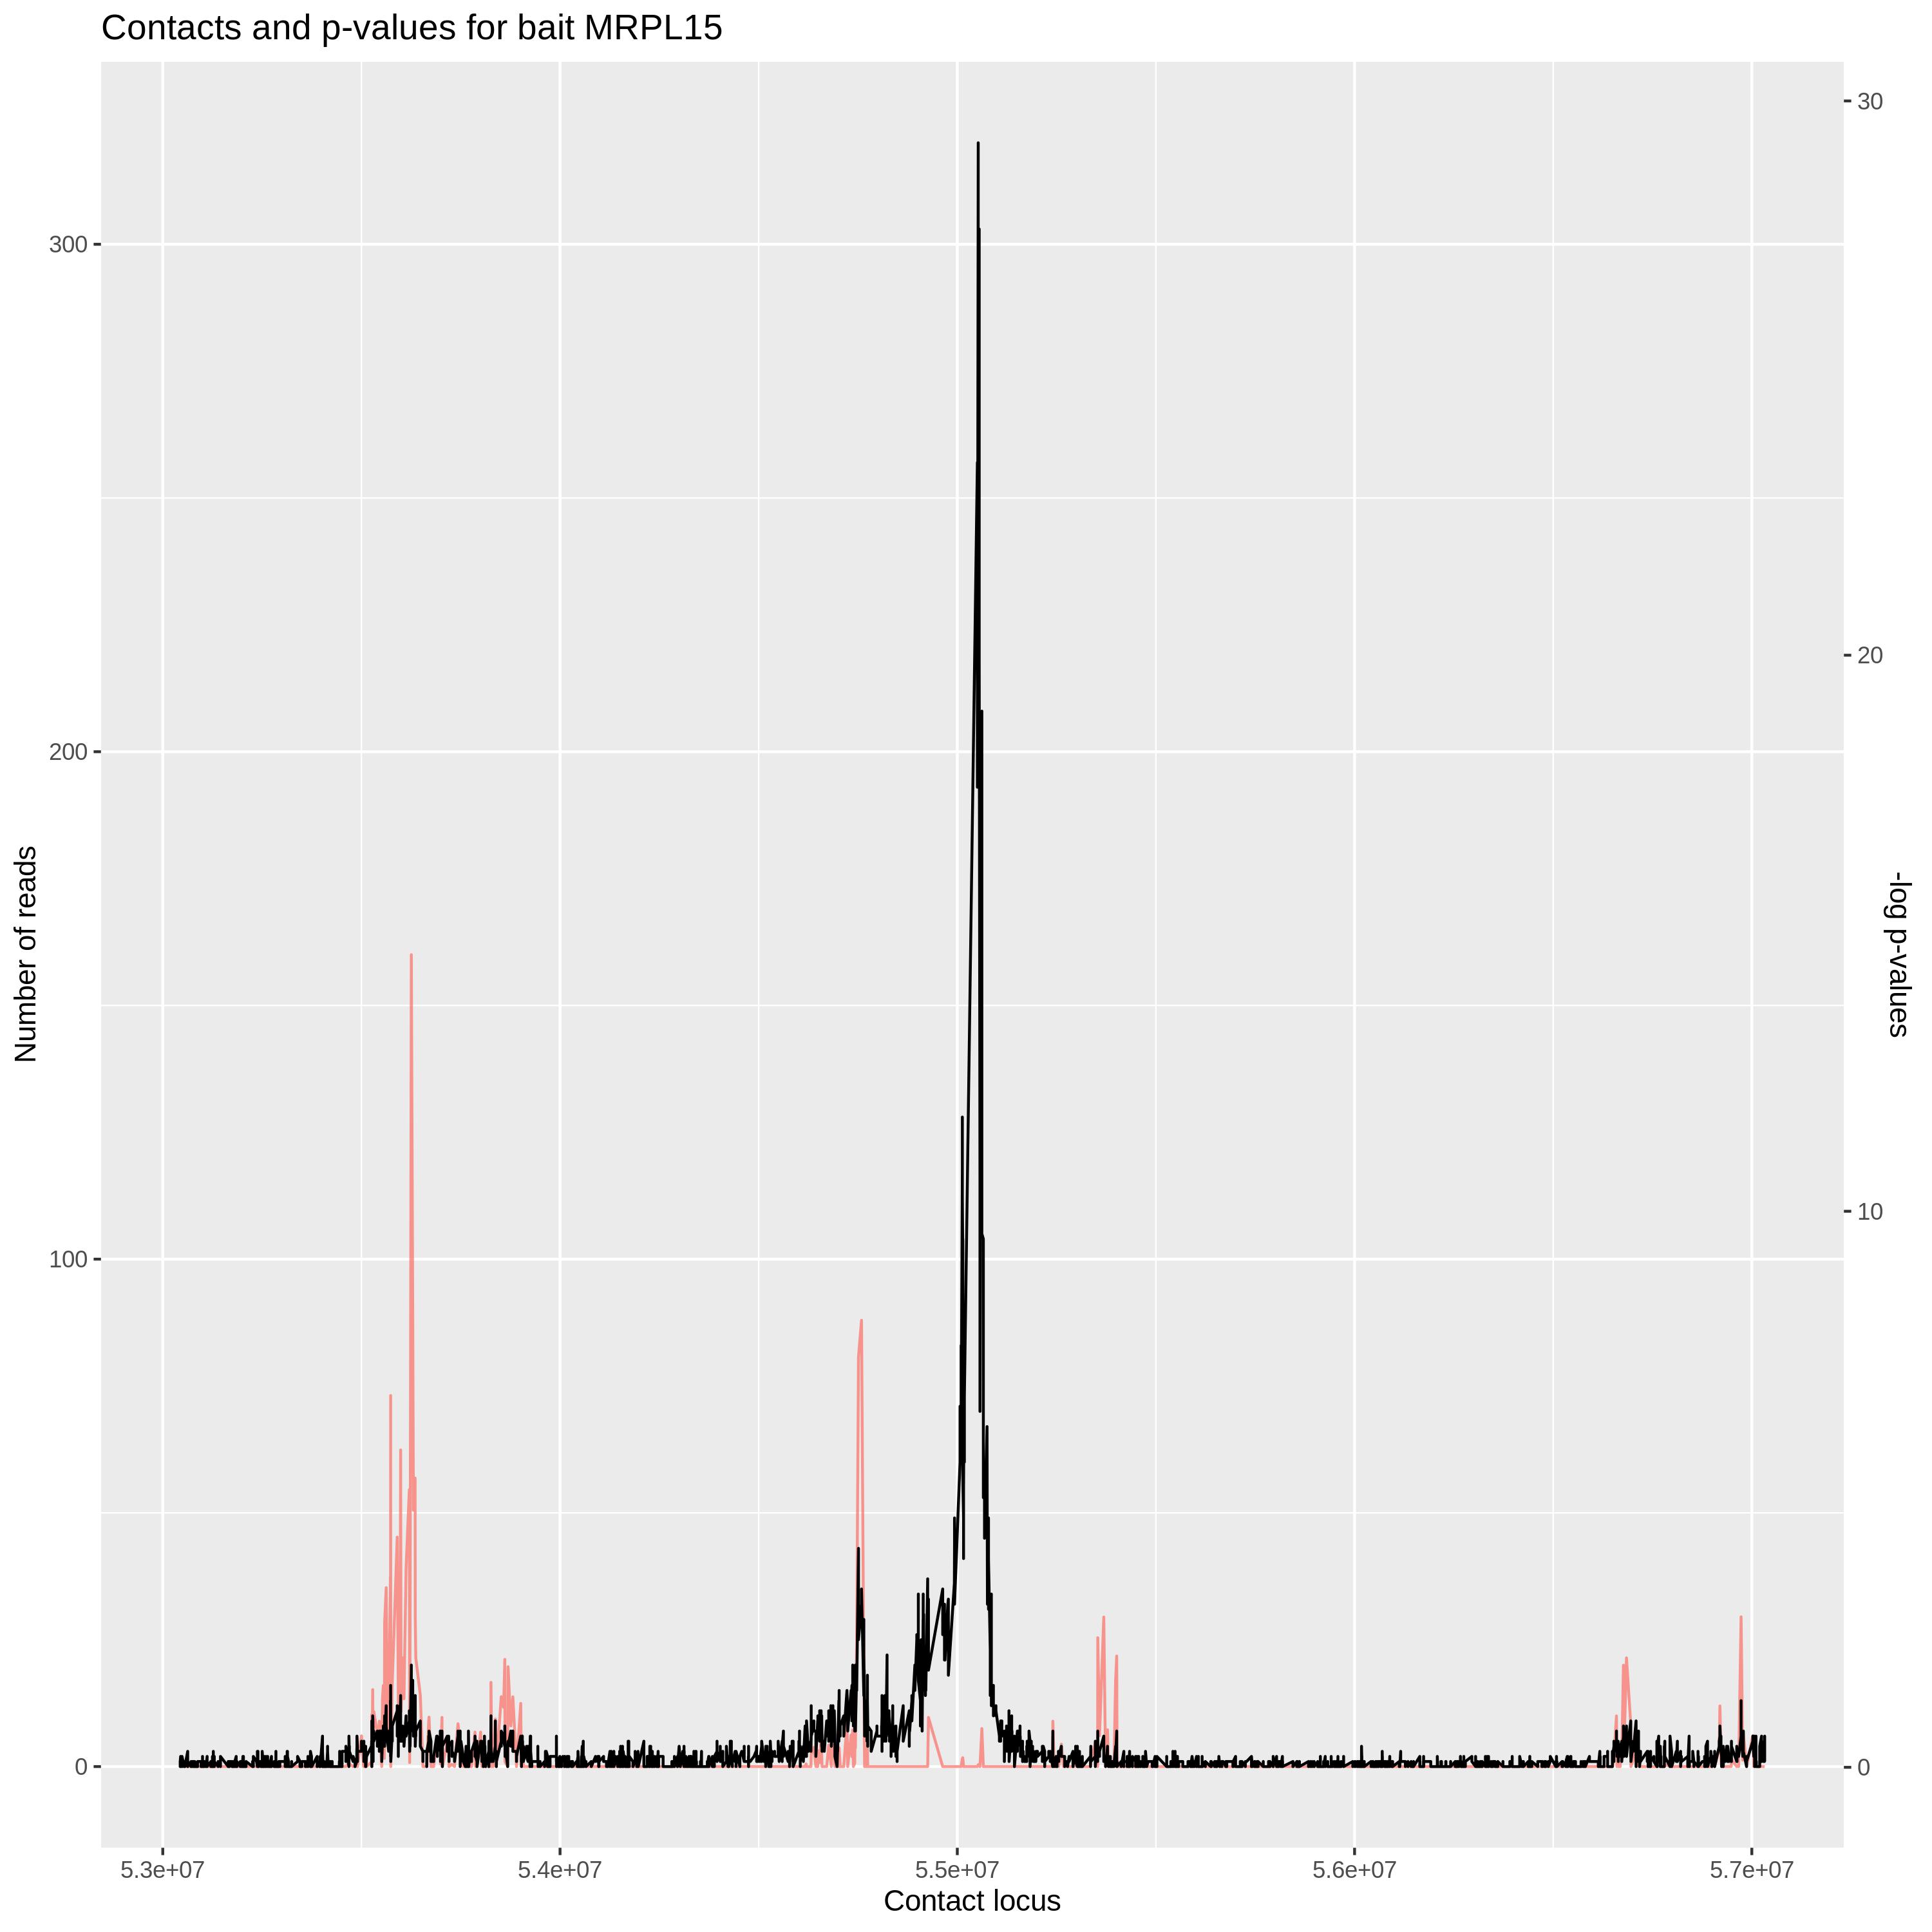 Contacts and p-values for bait MRPL15
30
300
20
200
Number of reads
-log p-values
10
100
0
0
5.3e+07 5.4e+07 5.5e+07 5.6e+07 5.7e+07
Contact locus